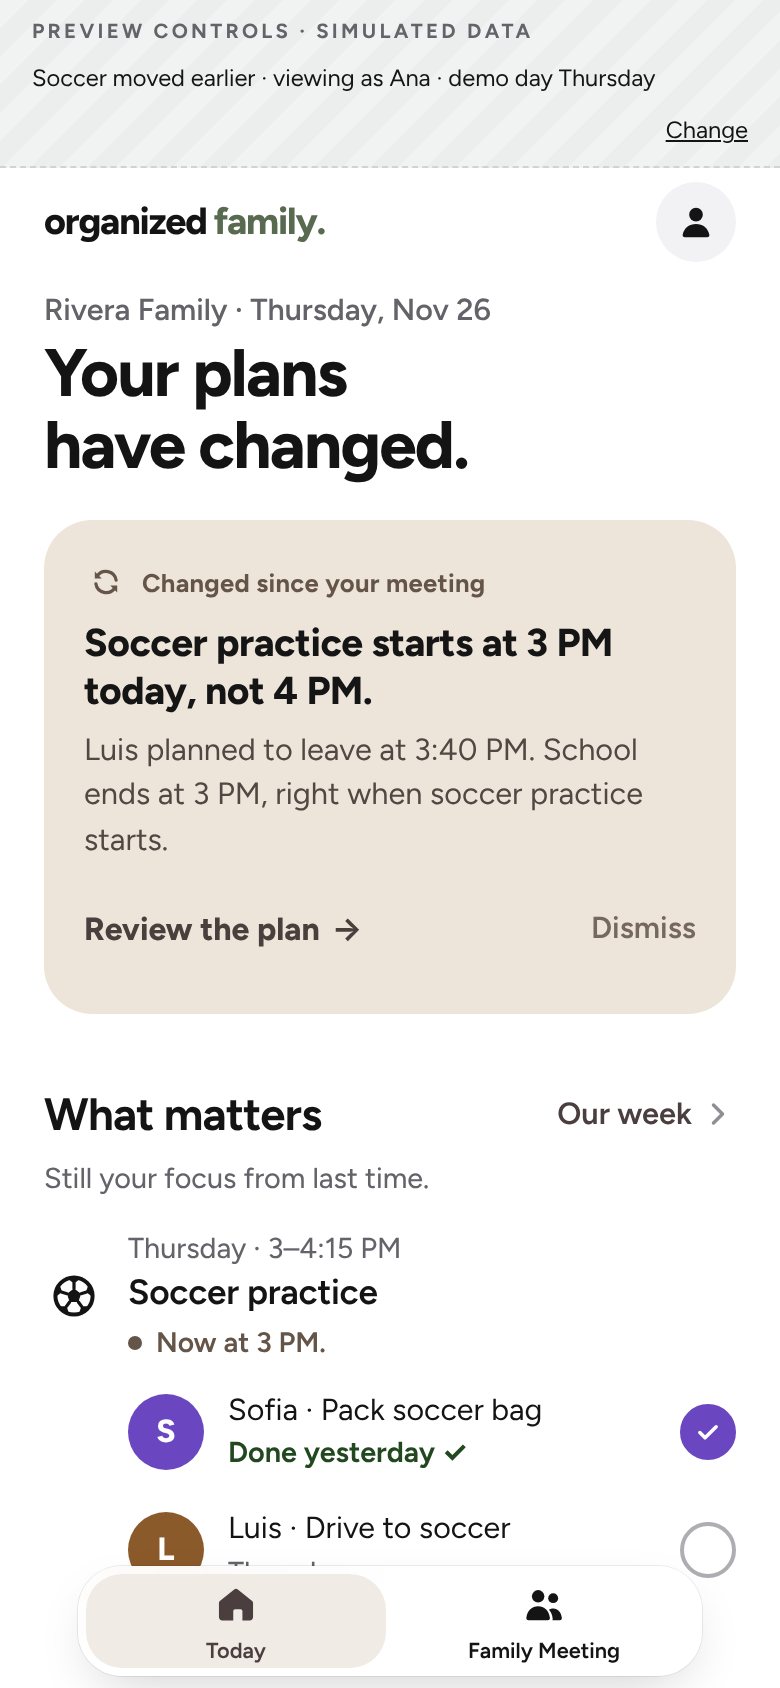 PREVIEW CONTROLS · SIMULATED DATA
Soccer moved earlier · viewing as Ana · demo day Thursday
Change
organized family.
Rivera Family · Thursday, Nov 26
Your plans
have changed.
Changed since your meeting
Soccer practice starts at 3 PM
today, not 4 PM.
Luis planned to leave at 3:40 PM. School
ends at 3 PM, right when soccer practice
starts.
Review the plan →
Dismiss
What matters
Our week
Still your focus from last time.
Thursday · 3–4:15 PM
Soccer practice
Now at 3 PM.
S
Sofia · Pack soccer bag
Done yesterday ✓
L
Luis · Drive to soccer
Today
Family Meeting